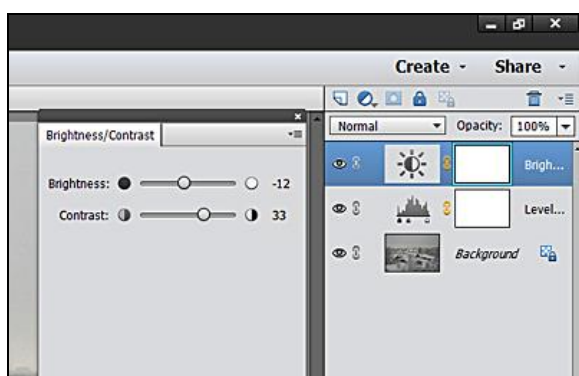 Create Share
Normal Opacity: 100%
Brightness/Contrast
Brigh...
Brightness: -12
Contrast: 33
Level...
Background